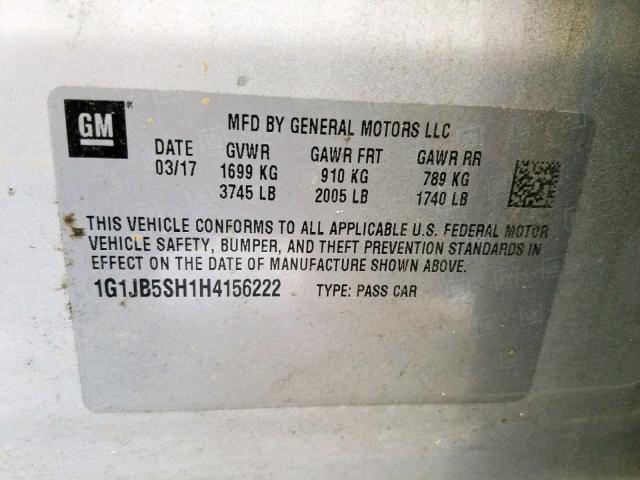 GM ®
MFD BY GENERAL MOTORS LLC
DATE GVWR GAWR FRT GAWR RR
03/17 1699 KG 910 KG 789 KG
3745 LB 2005 LB 1740 LB
THIS VEHICLE CONFORMS TO ALL APPLICABLE U.S. FEDERAL MOTOR
VEHICLE SAFETY, BUMPER, AND THEFT PREVENTION STANDARDS IN
EFFECT ON THE DATE OF MANUFACTURE SHOWN ABOVE.
1G1JB5SH1H4156222 TYPE: PASS CAR